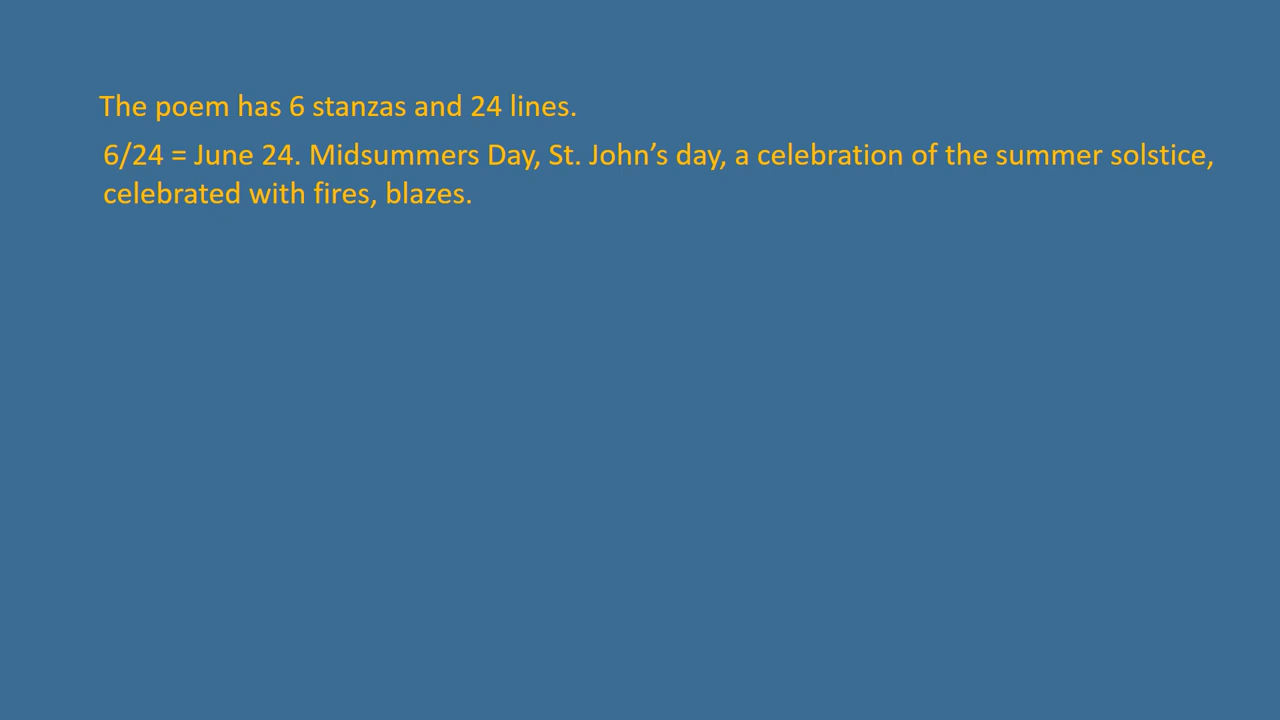 The poem has 6 stanzas and 24 lines.
6/24 = June 24. Midsummers Day, St. John’s day, a celebration of the summer solstice,
celebrated with fires, blazes.